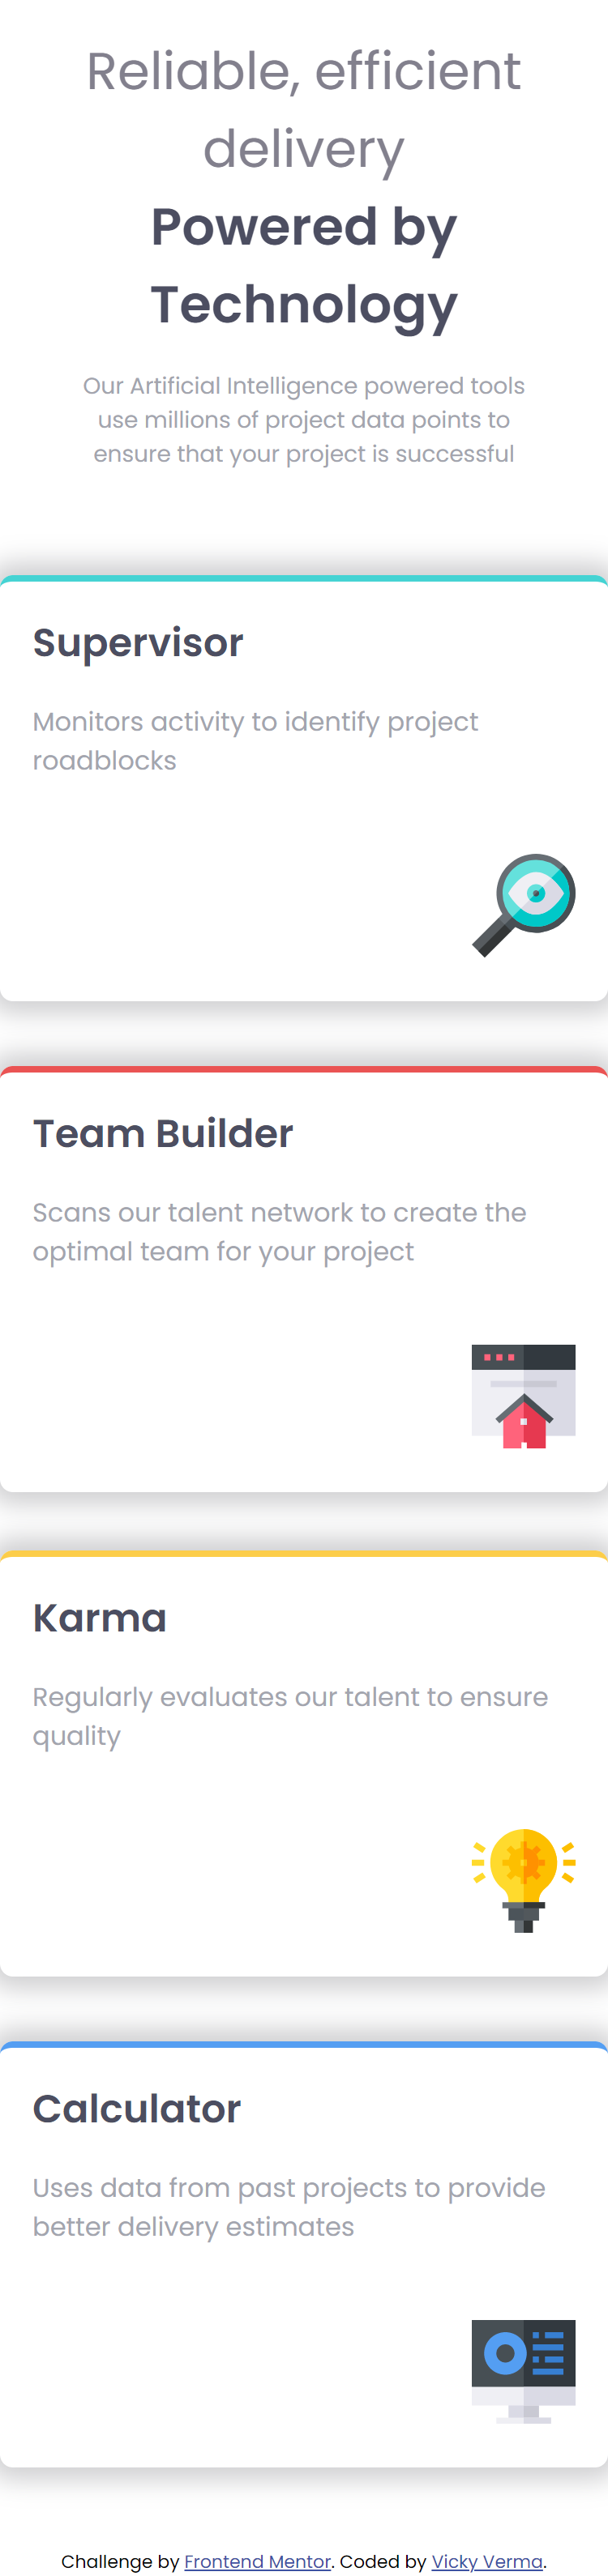 Reliable, efficient
delivery
Powered by
Technology
Our Artificial Intelligence powered tools
use millions of project data points to
ensure that your project is successful
Supervisor
Monitors activity to identify project
roadblocks
Team Builder
Scans our talent network to create the
optimal team for your project
Karma
Regularly evaluates our talent to ensure
quality
Calculator
Uses data from past projects to provide
better delivery estimates
Challenge by Frontend Mentor. Coded by Vicky Verma.